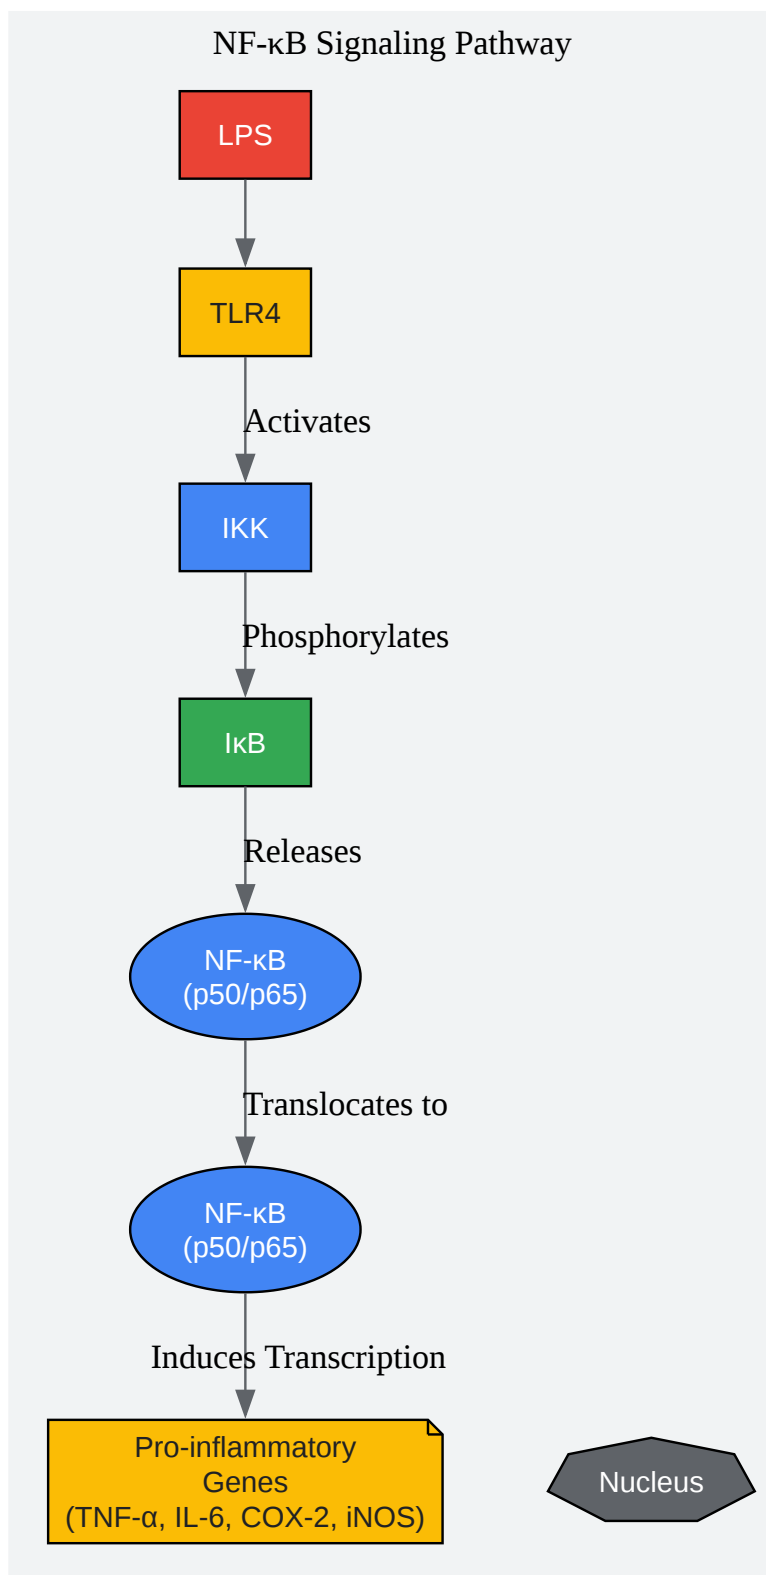 NF-κB Signaling Pathway
LPS
TLR4
Activates
IKK
Phosphorylates
IκB
Releases
NF-κB
(p50/p65)
Translocates to
NF-κB
(p50/p65)
Induces Transcription
Pro-inflammatory
Genes
(TNF-α, IL-6, COX-2, iNOS)
Nucleus